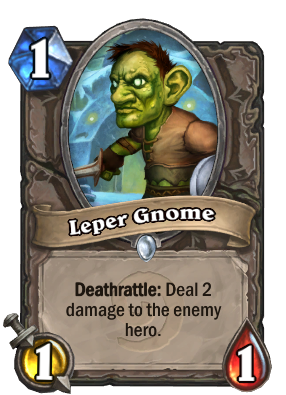 1
Leper Gnome
Deathrattle: Deal 2
damage to the enemy
hero.
1
1